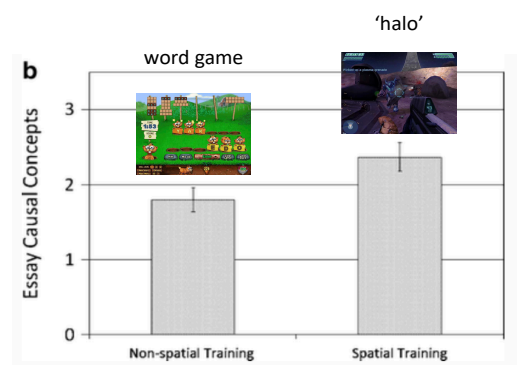 'halo'
word game
b
Essay Causal Concepts
3
2
1
0
Non-spatial Training
Spatial Training